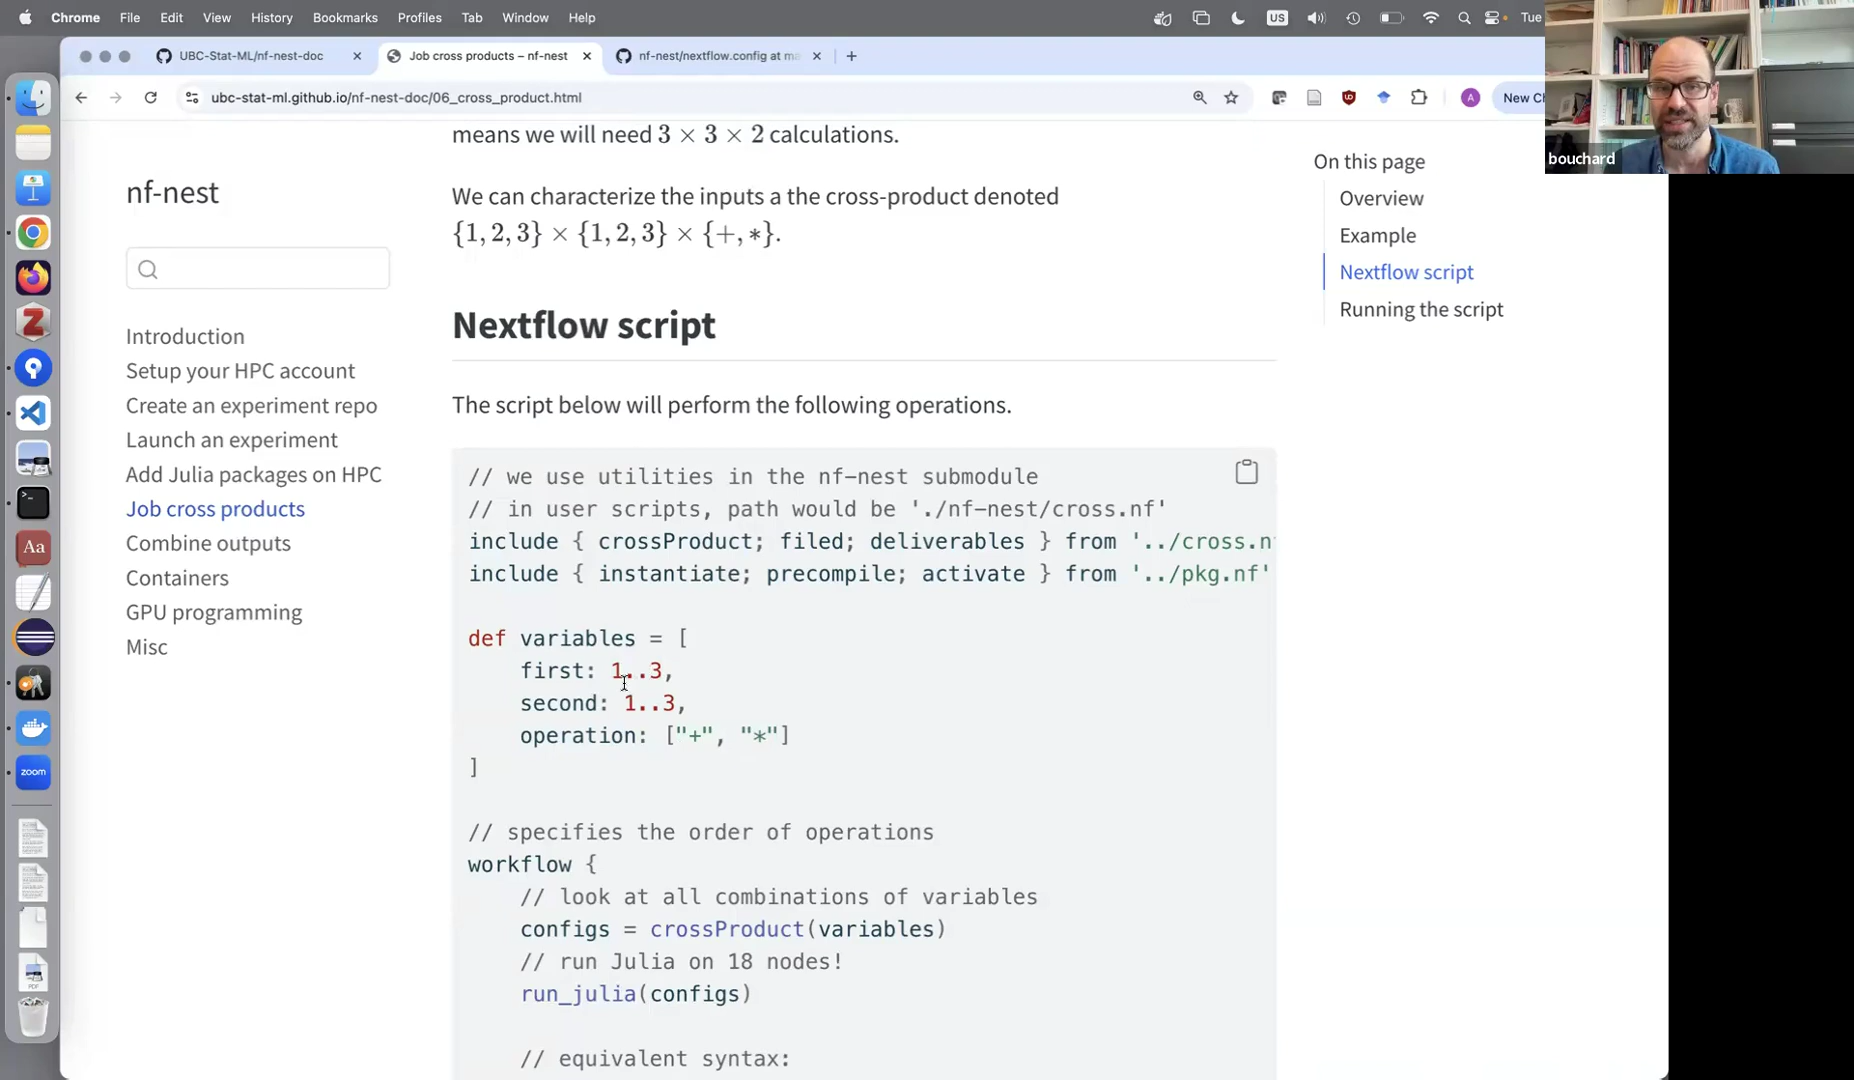 Chrome File Edit View History Bookmarks Profiles Tab Window Help US Tue
UBC-Stat-ML/nf-nest-doc Job cross products – nf-nest nf-nest/nextflow.config at ma
ubc-stat-ml.github.io/nf-nest-doc/06_cross_product.html A New Ch
bouchard
nf-nest
Introduction
Setup your HPC account
Create an experiment repo
Launch an experiment
Add Julia packages on HPC
Job cross products
Combine outputs
Containers
GPU programming
Misc
means we will need 3 × 3 × 2 calculations.
We can characterize the inputs a the cross-product denoted
{1, 2, 3} × {1, 2, 3} × {+, ∗}.
Nextflow script
The script below will perform the following operations.
// we use utilities in the nf-nest submodule
// in user scripts, path would be './nf-nest/cross.nf'
include { crossProduct; filed; deliverables } from '../cross.n
include { instantiate; precompile; activate } from '../pkg.nf'
def variables = [
first: 1..3,
second: 1..3,
operation: ["+", "*"]
]
// specifies the order of operations
workflow {
// look at all combinations of variables
configs = crossProduct(variables)
// run Julia on 18 nodes!
run_julia(configs)
// equivalent syntax:
On this page
Overview
Example
Nextflow script
Running the script
Aa
zoom
PDF